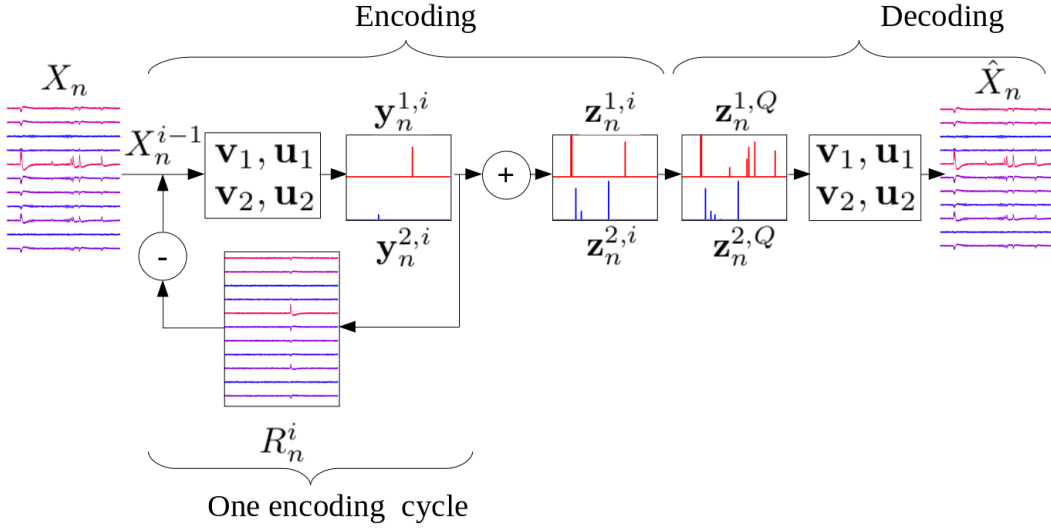 Encoding
Decoding
X_n
X_n^{i-1}
v_1, u_1
v_2, u_2
y_n^{1,i}
y_n^{2,i}
+
z_n^{1,i}
z_n^{2,i}
z_n^{1,Q}
z_n^{2,Q}
v_1, u_1
v_2, u_2
\hat{X}_n
-
R_n^i
One encoding cycle